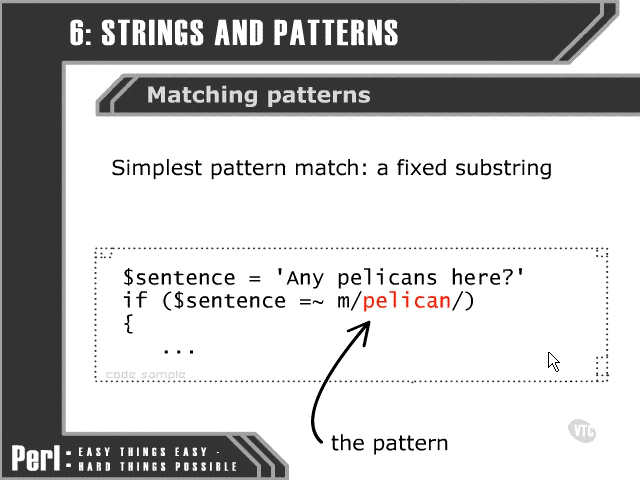 6: STRINGS AND PATTERNS
Matching patterns
Simplest pattern match: a fixed substring
$sentence = 'Any pelicans here?'
if ($sentence =~ m/pelican/)
{
...
code sample
the pattern
VTC
Perl: EASY THINGS EASY -
HARD THINGS POSSIBLE